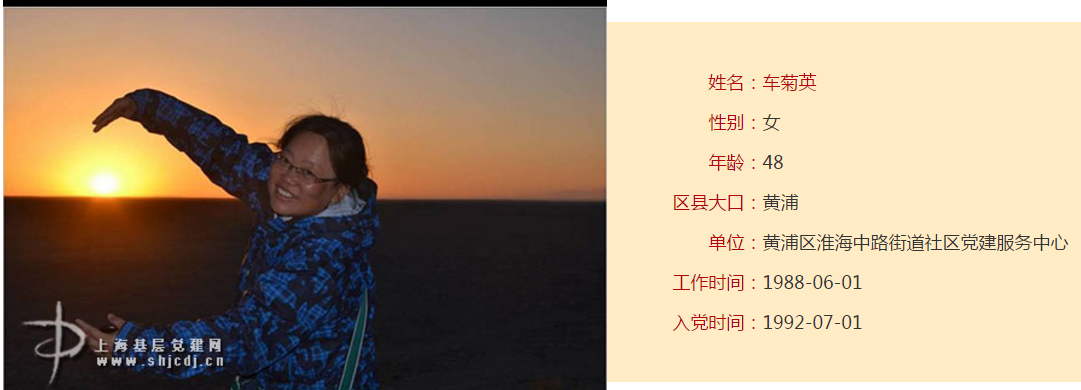 姓名：车菊英
性别：女
年龄：48
区县大口：黄浦
单位：黄浦区淮海中路街道社区党建服务中心
工作时间：1988-06-01
入党时间：1992-07-01
上海基层党建网
www.shjcdj.cn